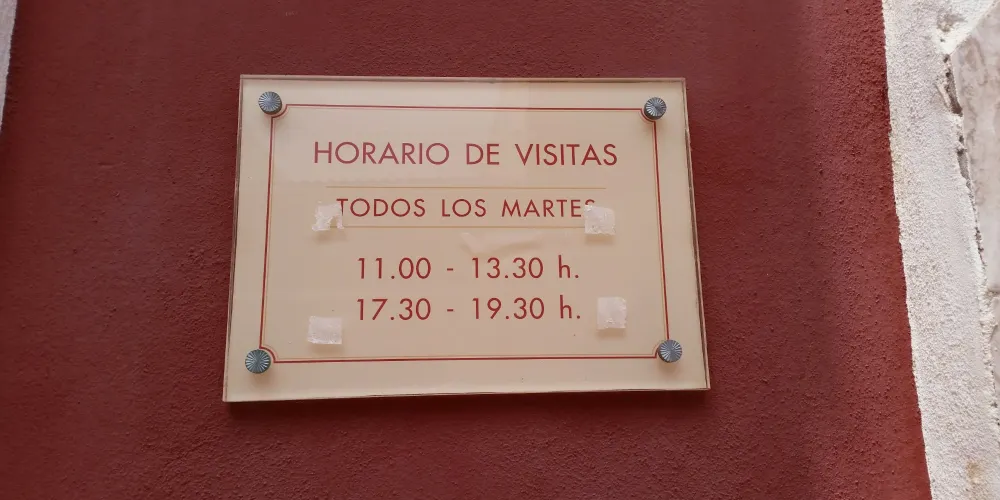 HORARIO DE VISITAS
TODOS LOS MARTES
11.00 - 13.30 h.
17.30 - 19.30 h.